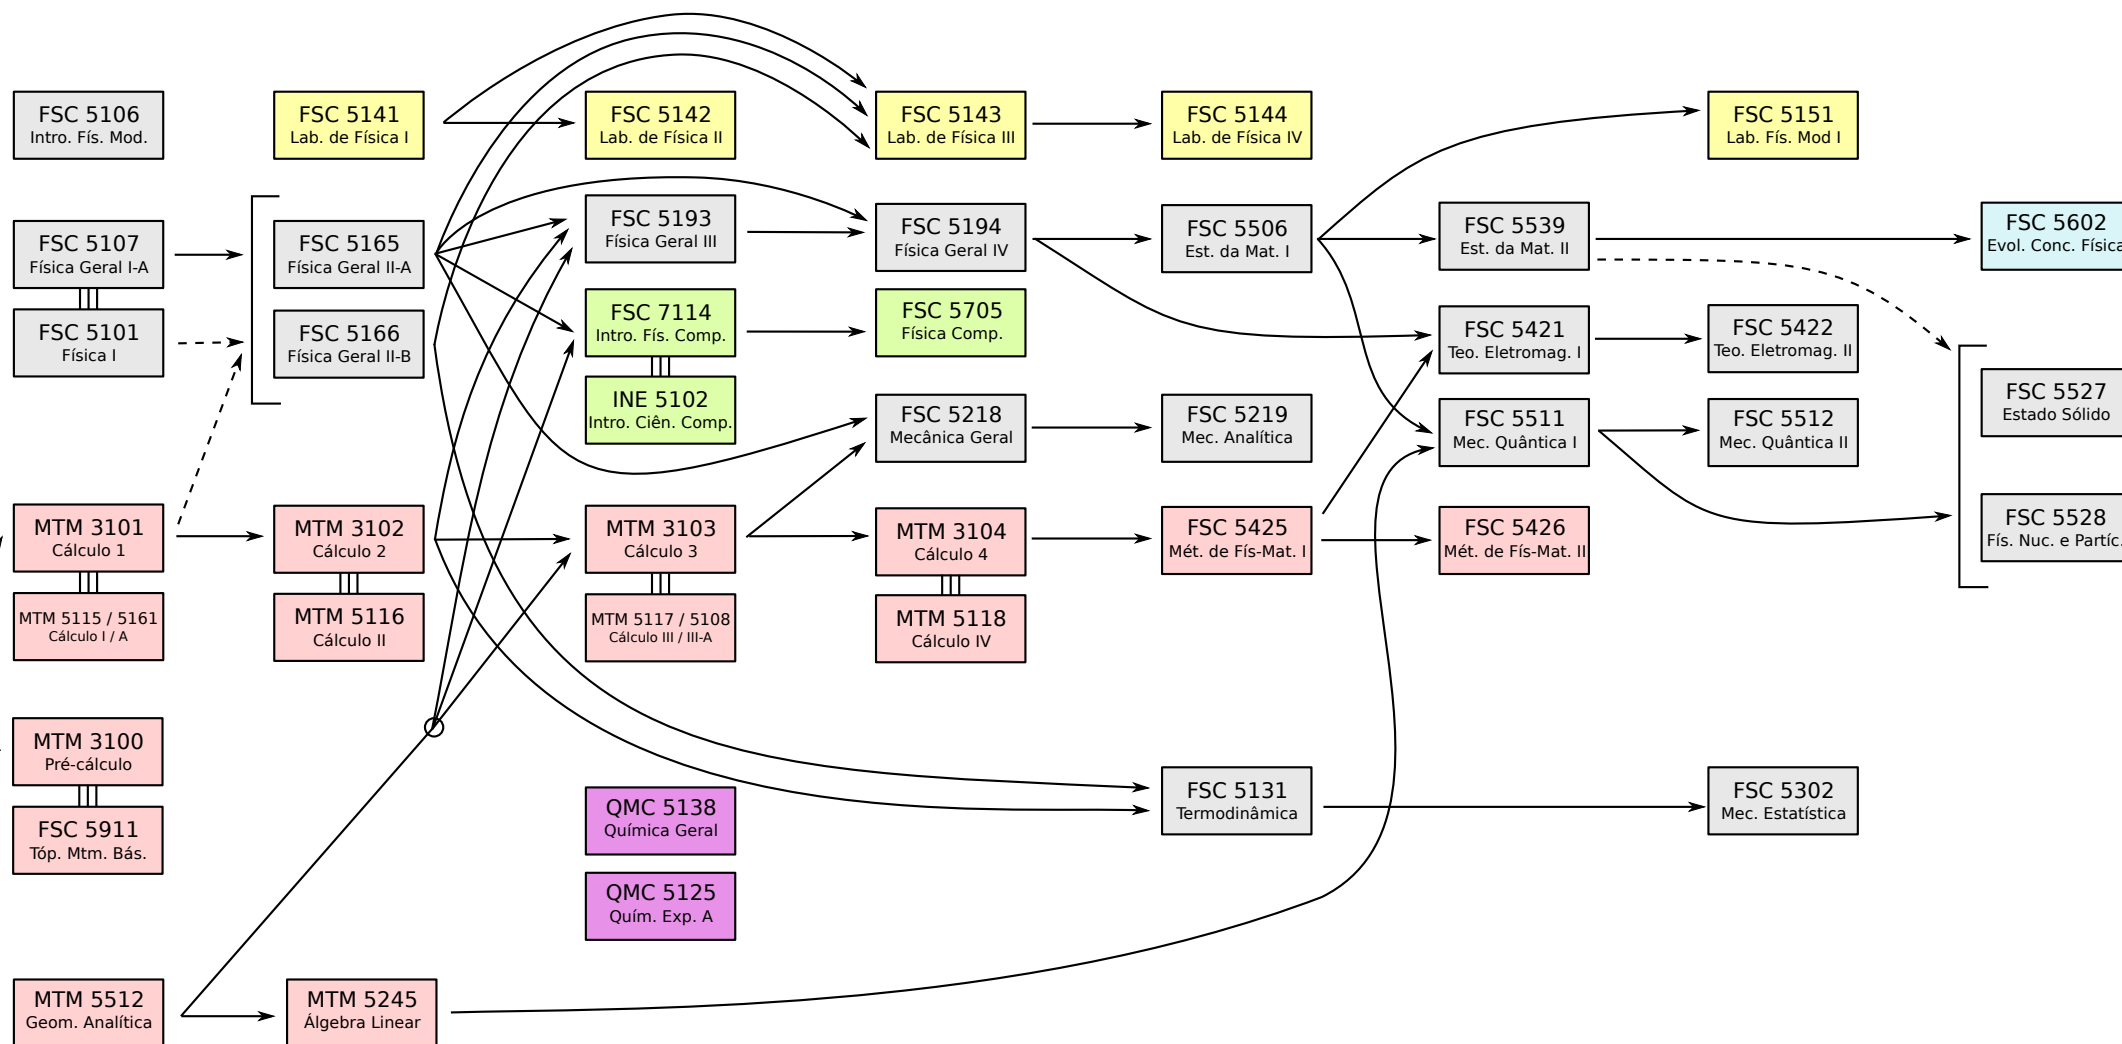 FSC 5106
Intro. Fís. Mod.
FSC 5141
Lab. de Física I
FSC 5142
Lab. de Física II
FSC 5143
Lab. de Física III
FSC 5144
Lab. de Física IV
FSC 5151
Lab. Fís. Mod I
FSC 5107
Física Geral I-A
FSC 5165
Física Geral II-A
FSC 5193
Física Geral III
FSC 5194
Física Geral IV
FSC 5506
Est. da Mat. I
FSC 5539
Est. da Mat. II
FSC 5602
Evol. Conc. Física
FSC 5101
Física I
FSC 5166
Física Geral II-B
FSC 7114
Intro. Fís. Comp.
FSC 5705
Física Comp.
FSC 5421
Teo. Eletromag. I
FSC 5422
Teo. Eletromag. II
INE 5102
Intro. Ciên. Comp.
FSC 5218
Mecânica Geral
FSC 5219
Mec. Analítica
FSC 5511
Mec. Quântica I
FSC 5512
Mec. Quântica II
FSC 5527
Estado Sólido
MTM 3101
Cálculo 1
MTM 3102
Cálculo 2
MTM 3103
Cálculo 3
MTM 3104
Cálculo 4
FSC 5425
Mét. de Fís-Mat. I
FSC 5426
Mét. de Fís-Mat. II
FSC 5528
Fís. Nuc. e Partíc.
MTM 5115 / 5161
Cálculo I / A
MTM 5116
Cálculo II
MTM 5117 / 5108
Cálculo III / III-A
MTM 5118
Cálculo IV
MTM 3100
Pré-cálculo
FSC 5911
Tóp. Mtm. Bás.
QMC 5138
Química Geral
FSC 5131
Termodinâmica
FSC 5302
Mec. Estatística
QMC 5125
Quím. Exp. A
MTM 5512
Geom. Analítica
MTM 5245
Álgebra Linear